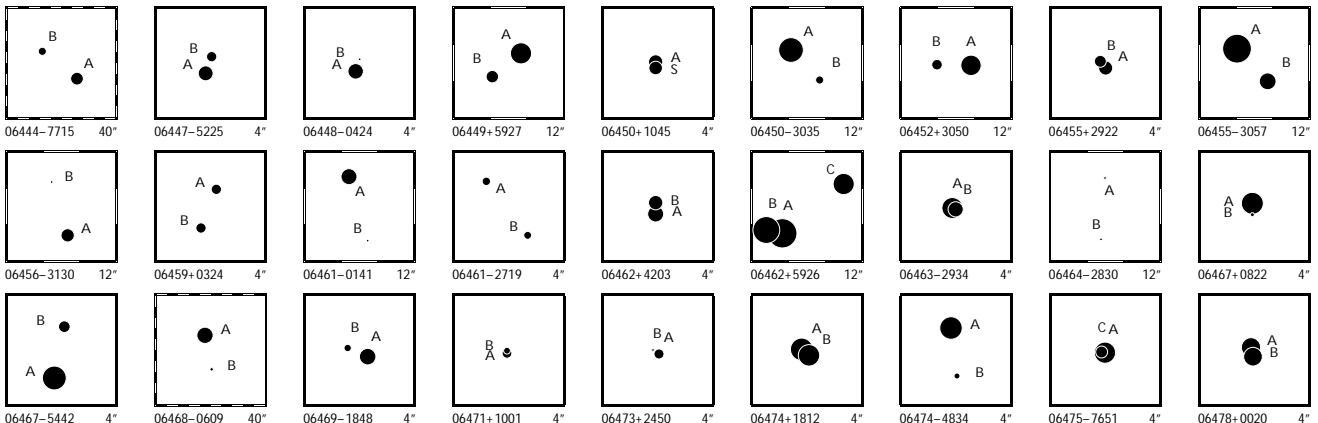 B A
06444−7715 40″
B A
06447−5225 4″
B A
06448−0424 4″
A B
06449+5927 12″
A S
06450+1045 4″
A B
06450−3035 12″
B A
06452+3050 12″
B A
06455+2922 4″
A B
06455−3057 12″
B A
06456−3130 12″
A B
06459+0324 4″
A B
06461−0141 12″
A B
06461−2719 4″
B A
06462+4203 4″
C B A
06462+5926 12″
A B
06463−2934 4″
A B
06464−2830 12″
A B
06467+0822 4″
B A
06467−5442 4″
A B
06468−0609 40″
B A
06469−1848 4″
B A
06471+1001 4″
B A
06473+2450 4″
A B
06474+1812 4″
A B
06474−4834 4″
C A
06475−7651 4″
A B
06478+0020 4″